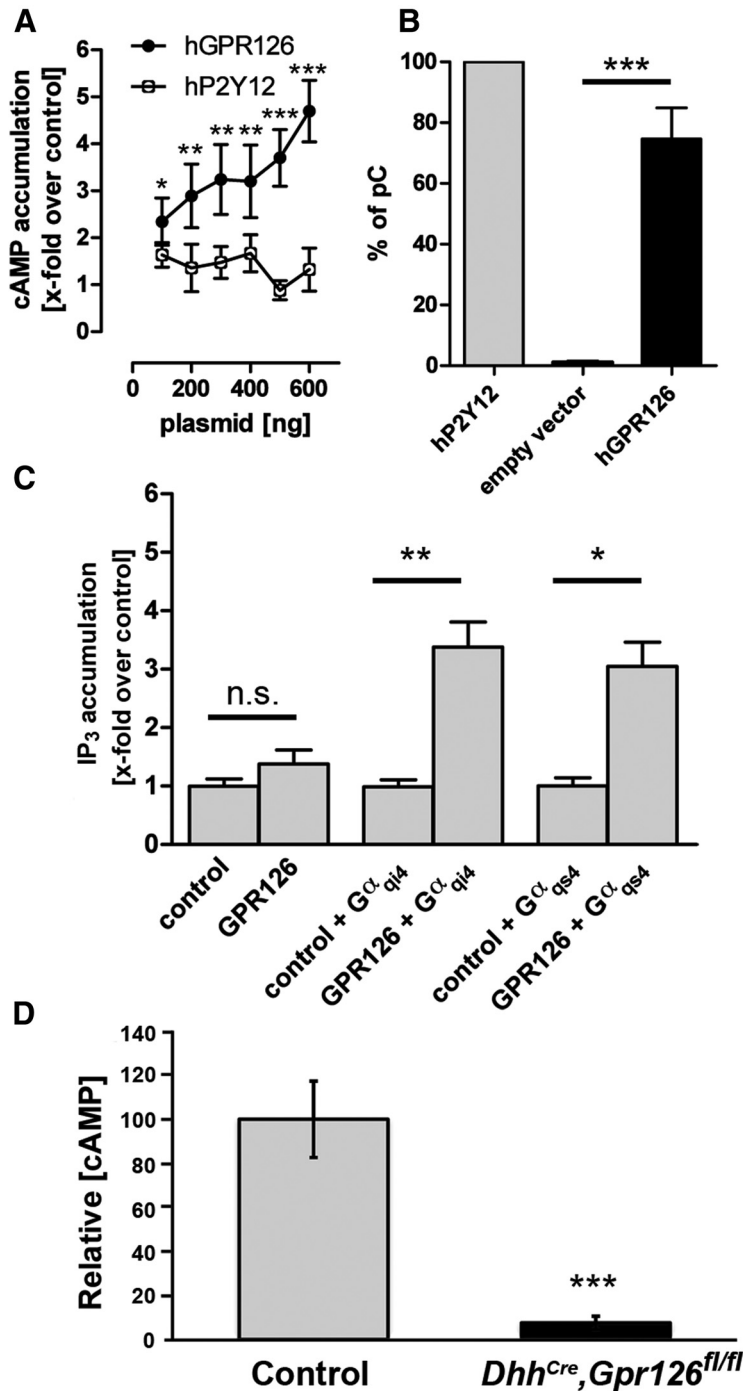 A
cAMP accumulation
[x-fold over control]
6
5
4
3
2
1
0
hGPR126
hP2Y12
* ** ** ** *** ***
0 200 400 600
plasmid [ng]
B
% of pC
100
80
60
40
20
0
***
hP2Y12
empty vector
hGPR126
C
IP3 accumulation
[x-fold over control]
6
5
4
3
2
1
0
n.s.
**
*
control
GPR126
control + Gαqi4
GPR126 + Gαqi4
control + Gαqs4
GPR126 + Gαqs4
D
Relative [cAMP]
140
120
100
80
60
40
20
0
***
Control
DhhCre,Gpr126fl/fl